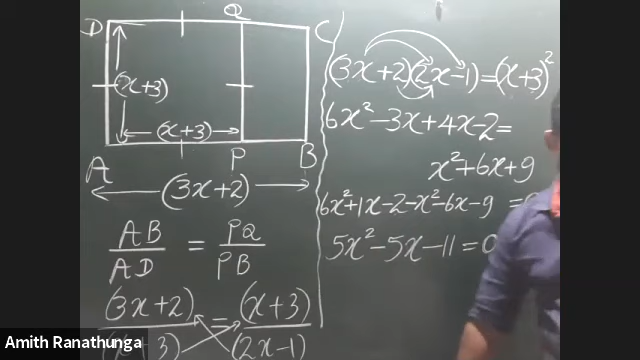 D Q C
(x+3)
(x+3)
A P B
(3x+2)
AB/AD = PQ/PB
(3x+2)/(x+3) = (x+3)/(2x-1)
(3x+2)(2x-1)=(x+3)²
6x²-3x+4x-2=
x²+6x+9
6x²+1x-2-x²-6x-9 =0
5x²-5x-11=0
Amith Ranathunga